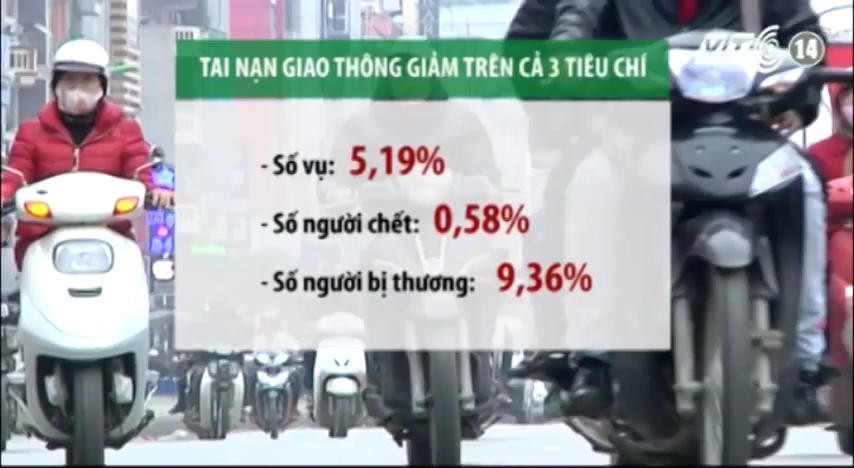 TAI NẠN GIAO THÔNG GIẢM TRÊN CẢ 3 TIÊU CHÍ
VTC 14
- Số vụ: 5,19%
- Số người chết: 0,58%
- Số người bị thương: 9,36%